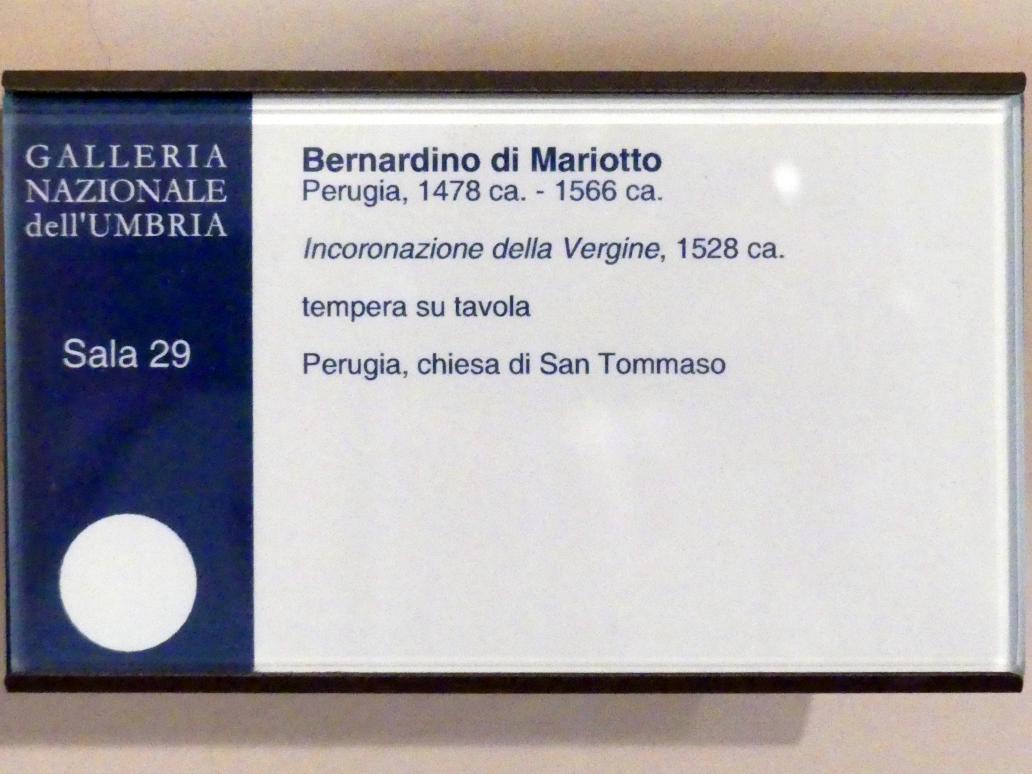 GALLERIA
NAZIONALE
dell'UMBRIA
Sala 29
Bernardino di Mariotto
Perugia, 1478 ca. - 1566 ca.
Incoronazione della Vergine, 1528 ca.
tempera su tavola
Perugia, chiesa di San Tommaso